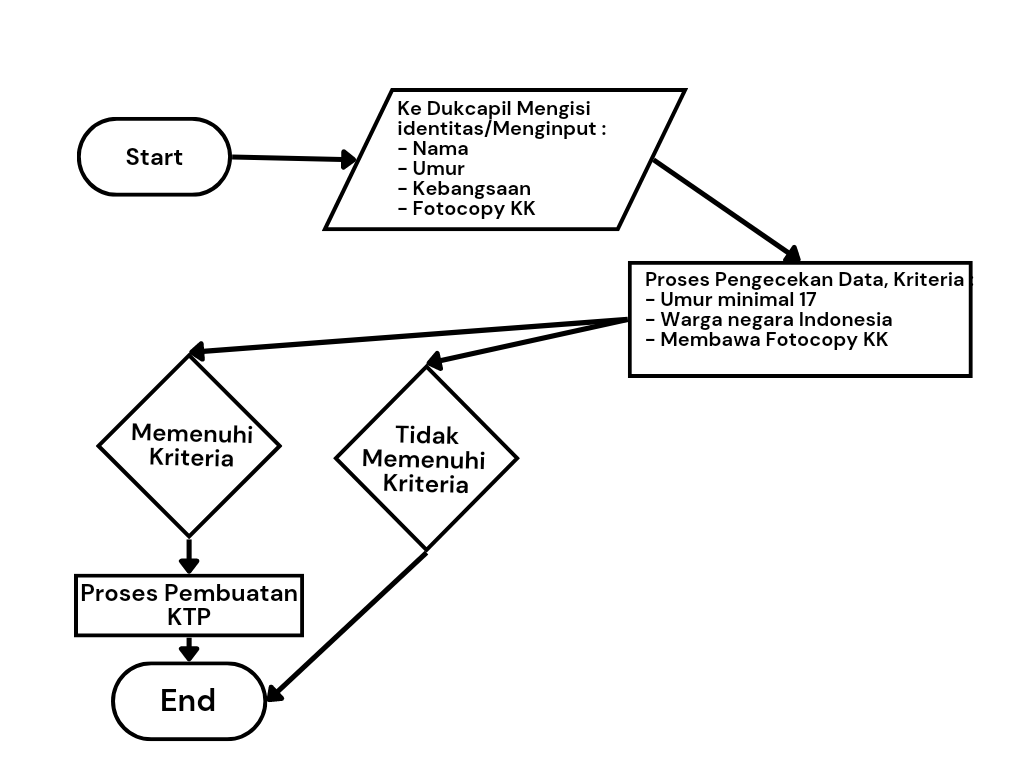 Start
Ke Dukcapil Mengisi
identitas/Menginput :
- Nama
- Umur
- Kebangsaan
- Fotocopy KK
Proses Pengecekan Data, Kriteria :
- Umur minimal 17
- Warga negara Indonesia
- Membawa Fotocopy KK
Memenuhi
Kriteria
Tidak
Memenuhi
Kriteria
Proses Pembuatan
KTP
End